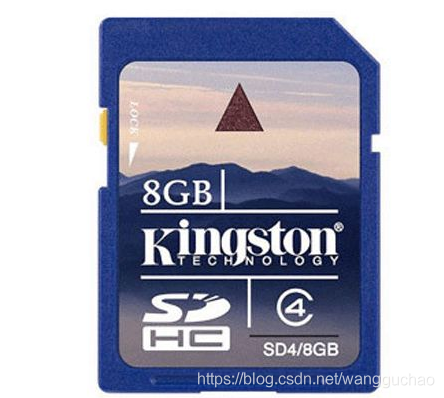 LOCK
8GB
Kingston®
TECHNOLOGY
SD
HC
4
SD4/8GB
https://blog.csdn.net/wangguchao